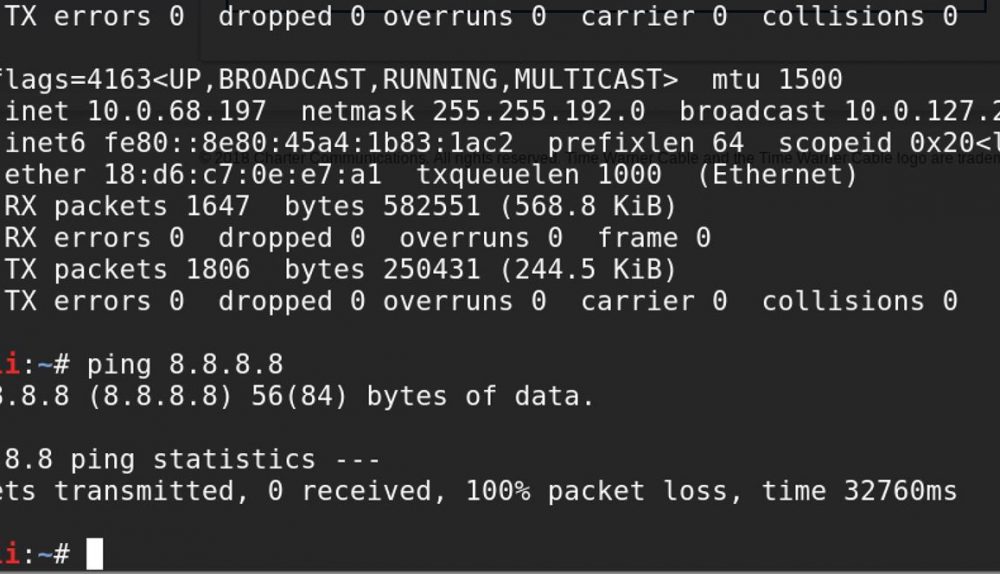 TX errors 0 dropped 0 overruns 0 carrier 0 collisions 0
flags=4163<UP,BROADCAST,RUNNING,MULTICAST> mtu 1500
inet 10.0.68.197 netmask 255.255.192.0 broadcast 10.0.127.2
inet6 fe80::8e80:45a4:1b83:1ac2 prefixlen 64 scopeid 0x20<l
© 2018 Charter Communications. All rights reserved. Time Warner Cable and the Time Warner Cable logo are tradem
ether 18:d6:c7:0e:e7:a1 txqueuelen 1000 (Ethernet)
RX packets 1647 bytes 582551 (568.8 KiB)
RX errors 0 dropped 0 overruns 0 frame 0
TX packets 1806 bytes 250431 (244.5 KiB)
TX errors 0 dropped 0 overruns 0 carrier 0 collisions 0
i:~# ping 8.8.8.8
8.8.8 (8.8.8.8) 56(84) bytes of data.
8.8 ping statistics ---
ets transmitted, 0 received, 100% packet loss, time 32760ms
i:~#